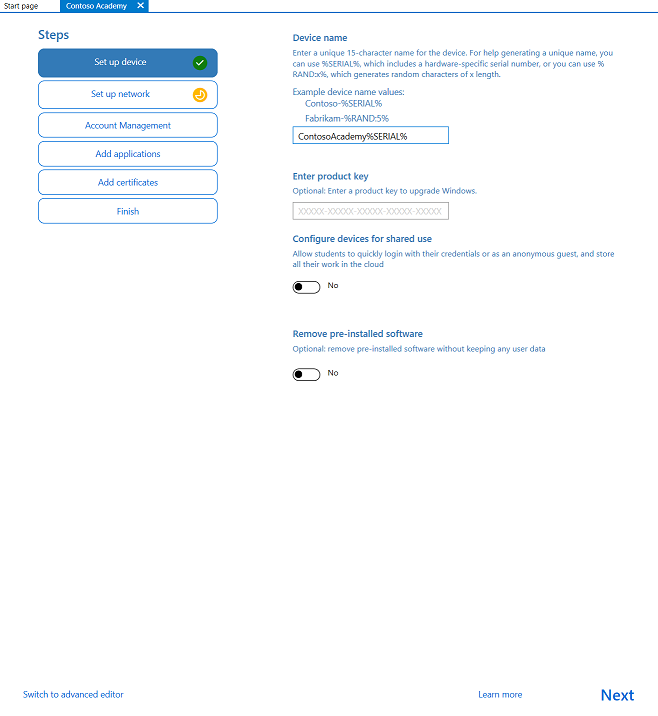 Start page
Contoso Academy
Steps
Set up device
Set up network
Account Management
Add applications
Add certificates
Finish
Device name
Enter a unique 15-character name for the device. For help generating a unique name, you
can use %SERIAL%, which includes a hardware-specific serial number, or you can use %
RAND:x%, which generates random characters of x length.
Example device name values:
Contoso-%SERIAL%
Fabrikam-%RAND:5%
ContosoAcademy%SERIAL%
Enter product key
Optional: Enter a product key to upgrade Windows.
XXXXX-XXXXX-XXXXX-XXXXX-XXXXX
Configure devices for shared use
Allow students to quickly login with their credentials or as an anonymous guest, and store
all their work in the cloud
No
Remove pre-installed software
Optional: remove pre-installed software without keeping any user data
No
Switch to advanced editor
Learn more
Next